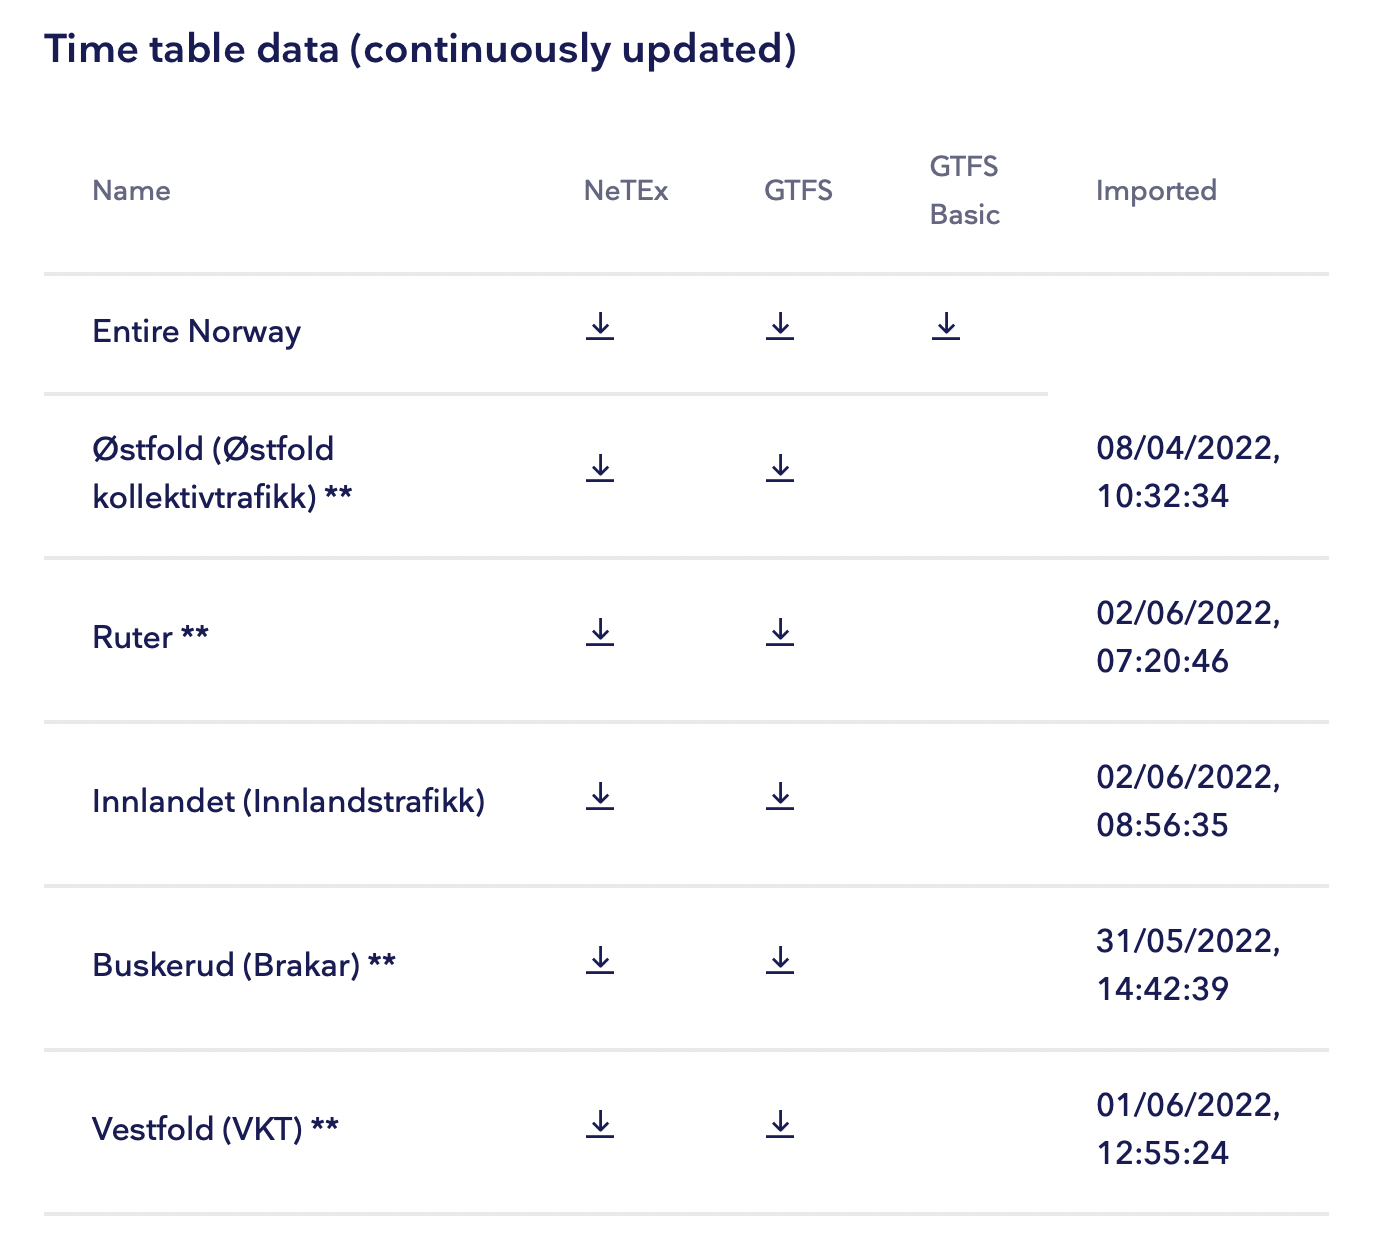 Time table data (continuously updated)
Name NeTEx GTFS GTFS Basic Imported
Entire Norway
Østfold (Østfold
kollektivtrafikk) **
08/04/2022,
10:32:34
Ruter **
02/06/2022,
07:20:46
Innlandet (Innlandstrafikk)
02/06/2022,
08:56:35
Buskerud (Brakar) **
31/05/2022,
14:42:39
Vestfold (VKT) **
01/06/2022,
12:55:24